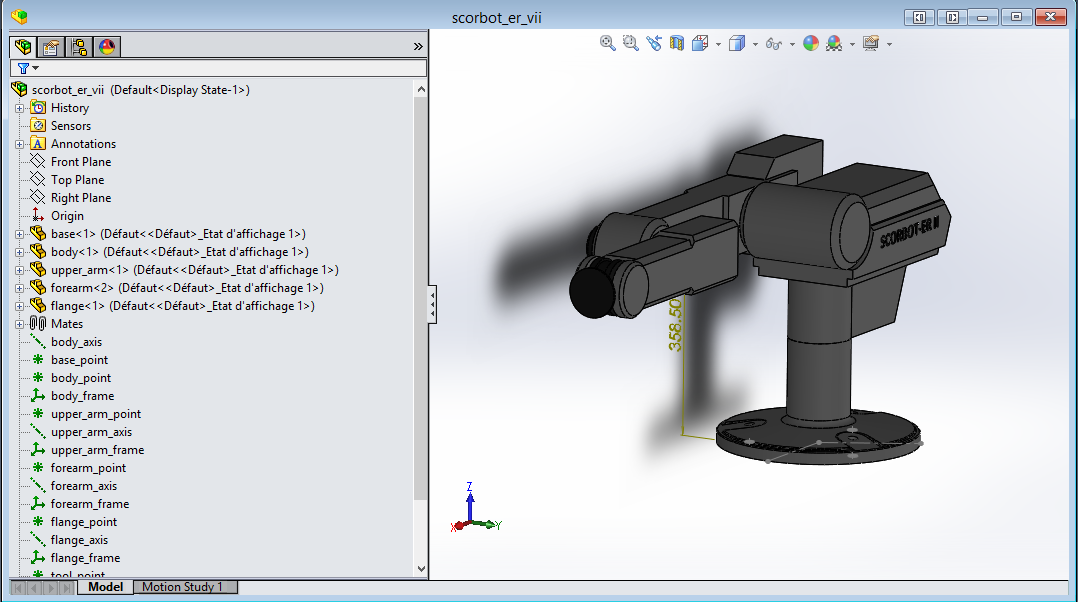 scorbot_er_vii
scorbot_er_vii (Default<Display State-1>)
History
Sensors
A Annotations
Front Plane
Top Plane
Right Plane
Origin
base<1> (Défaut<<Défaut>_Etat d'affichage 1>)
body<1> (Défaut<<Défaut>_Etat d'affichage 1>)
upper_arm<1> (Défaut<<Défaut>_Etat d'affichage 1>)
forearm<2> (Défaut<<Défaut>_Etat d'affichage 1>)
flange<1> (Défaut<<Défaut>_Etat d'affichage 1>)
Mates
body_axis
base_point
body_point
body_frame
upper_arm_point
upper_arm_axis
upper_arm_frame
forearm_point
forearm_axis
forearm_frame
flange_point
flange_axis
flange_frame
tool_point
Model Motion Study 1
SCORBOT-ER
358.50
Z
X Y